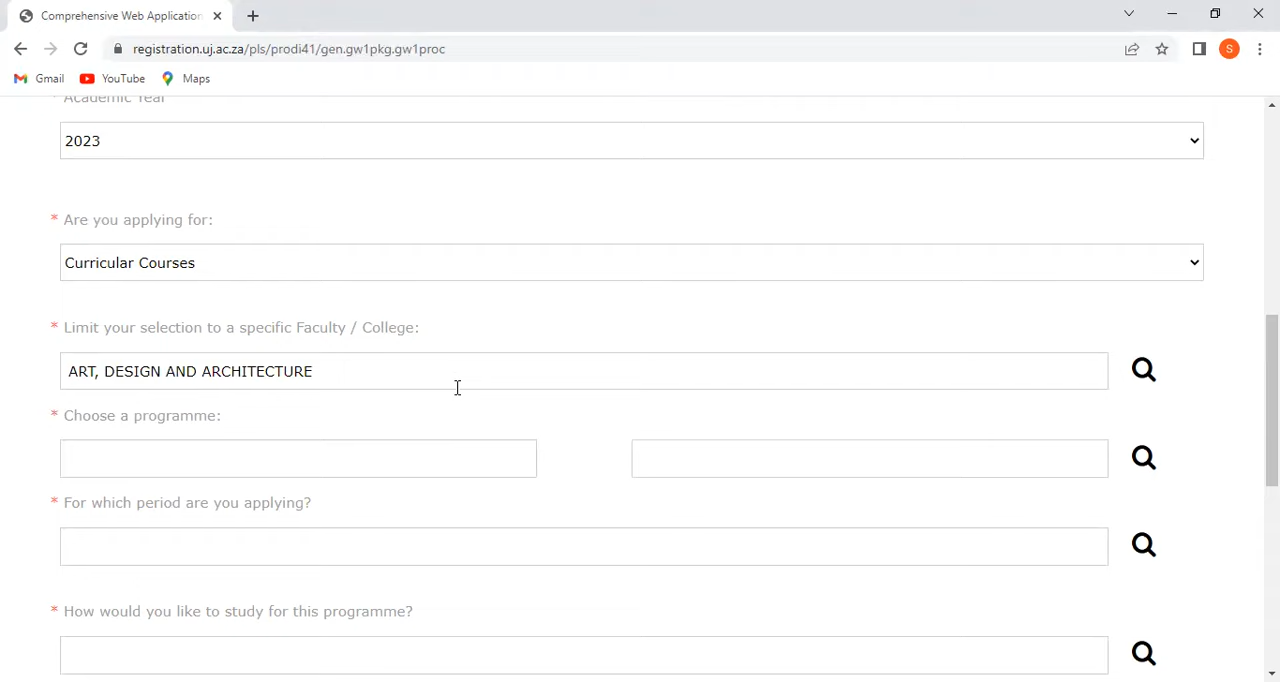 Comprehensive Web Application
registration.uj.ac.za/pls/prodi41/gen.gw1pkg.gw1proc
S
Gmail YouTube Maps
* Academic Year
2023
* Are you applying for:
Curricular Courses
* Limit your selection to a specific Faculty / College:
ART, DESIGN AND ARCHITECTURE
* Choose a programme:
* For which period are you applying?
* How would you like to study for this programme?